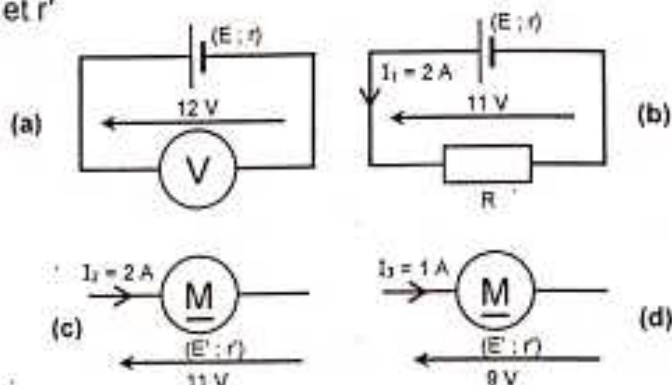 et r'
(E ; r)
12 V
V
(a)
(E ; r)
I₁ = 2 A
11 V
R
(b)
I₂ = 2 A
M
(E' ; r')
11 V
(c)
I₃ = 1 A
M
(E' ; r')
9 V
(d)